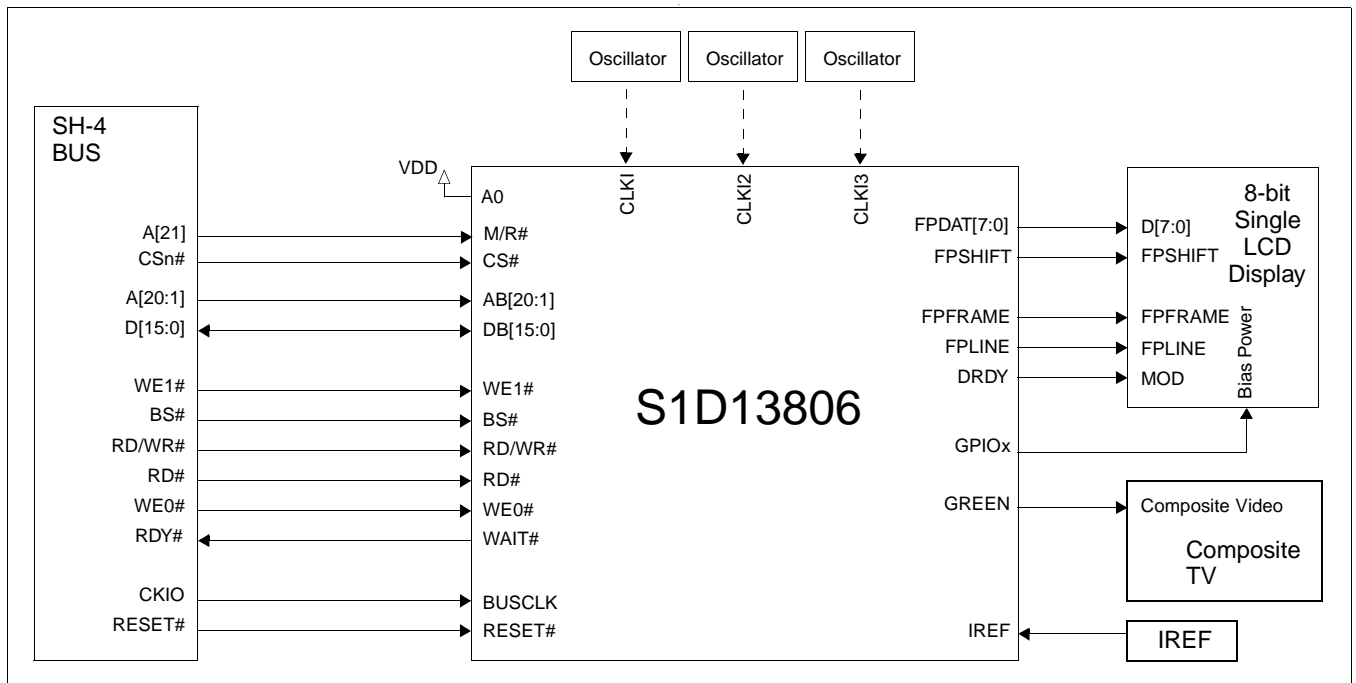 Oscillator
Oscillator
Oscillator
SH-4
BUS
VDD
A0
CLKI
CLKI2
CLKI3
A[21]
CSn#
A[20:1]
D[15:0]
WE1#
BS#
RD/WR#
RD#
WE0#
RDY#
CKIO
RESET#
M/R#
CS#
AB[20:1]
DB[15:0]
WE1#
BS#
RD/WR#
RD#
WE0#
WAIT#
BUSCLK
RESET#
S1D13806
FPDAT[7:0]
FPSHIFT
FPFRAME
FPLINE
DRDY
GPIOx
GREEN
IREF
D[7:0]
FPSHIFT
FPFRAME
FPLINE
MOD
8-bit
Single
LCD
Display
Bias Power
Composite Video
Composite
TV
IREF